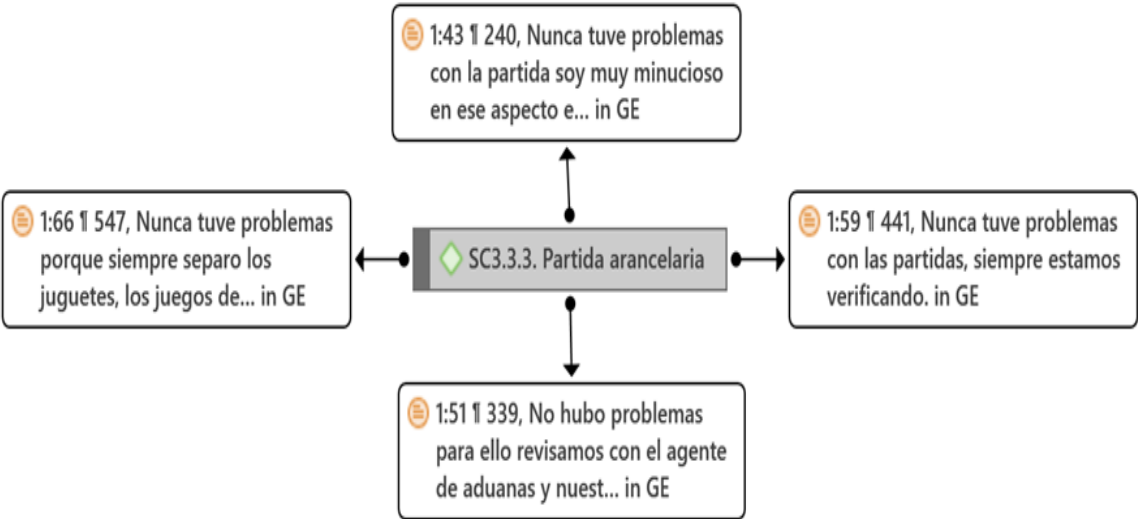 1:43 ¶ 240, Nunca tuve problemas
con la partida soy muy minucioso
en ese aspecto e... in GE
1:66 ¶ 547, Nunca tuve problemas
porque siempre separo los
juguetes, los juegos de... in GE
SC3.3.3. Partida arancelaria
1:59 ¶ 441, Nunca tuve problemas
con las partidas, siempre estamos
verificando. in GE
1:51 ¶ 339, No hubo problemas
para ello revisamos con el agente
de aduanas y nuest... in GE